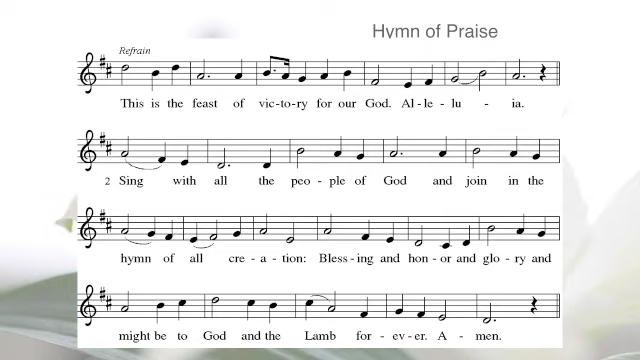 Hymn of Praise
Refrain
This is the feast of vic-to-ry for our God. Al-le-lu - ia.
2 Sing with all the peo - ple of God and join in the
hymn of all cre - a - tion: Bless-ing and hon-or and glo-ry and
might be to God and the Lamb for - ev-er. A - men.